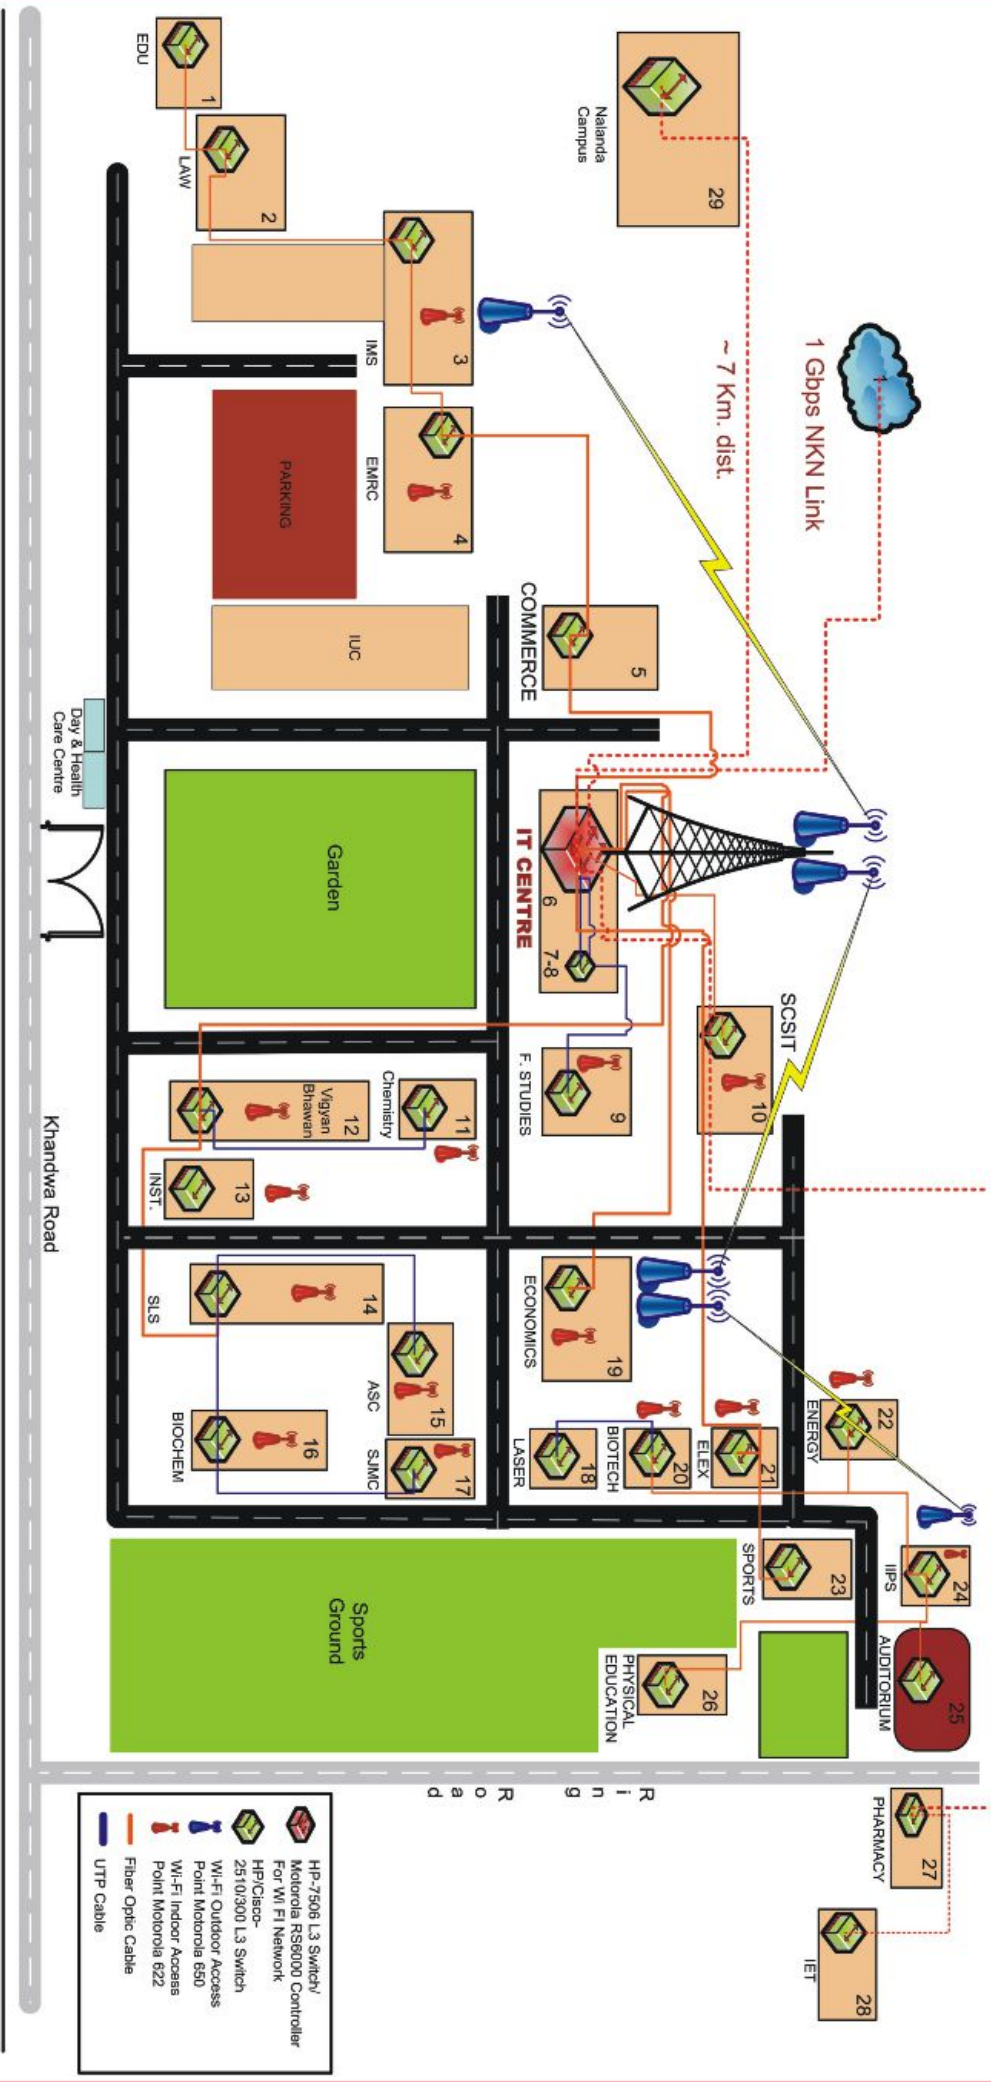 EDU
1
LAW
2
IMS
3
EMRC
4
PARKING
IUC
COMMERCE
5
Nalanda
Campus
29
~ 7 Km. dist.
1 Gbps NKN Link
Day & Health
Care Centre
Garden
IT CENTRE
6
7-8
SCSIT
10
F. STUDIES
9
Chemistry
11
Vigyan
Bhawan
12
INST.
13
Khandwa Road
SLS
14
ASC
15
BIOCHEM
16
SJMC
17
LASER
18
ECONOMICS
19
BIOTECH
20
ELEX
21
ENERGY
22
SPORTS
23
IIPS
24
AUDITORIUM
25
PHYSICAL
EDUCATION
26
Sports
Ground
Ring
Road
PHARMACY
27
IET
28
HP-7506 L3 Switch/
Motorola RS6000 Controller
For Wi FI Network
HP/Cisco-
2510/300 L3 Switch
Wi-Fi Outdoor Access
Point Motorola 650
Wi-Fi Indoor Access
Point Motorola 622
Fiber Optic Cable
UTP Cable